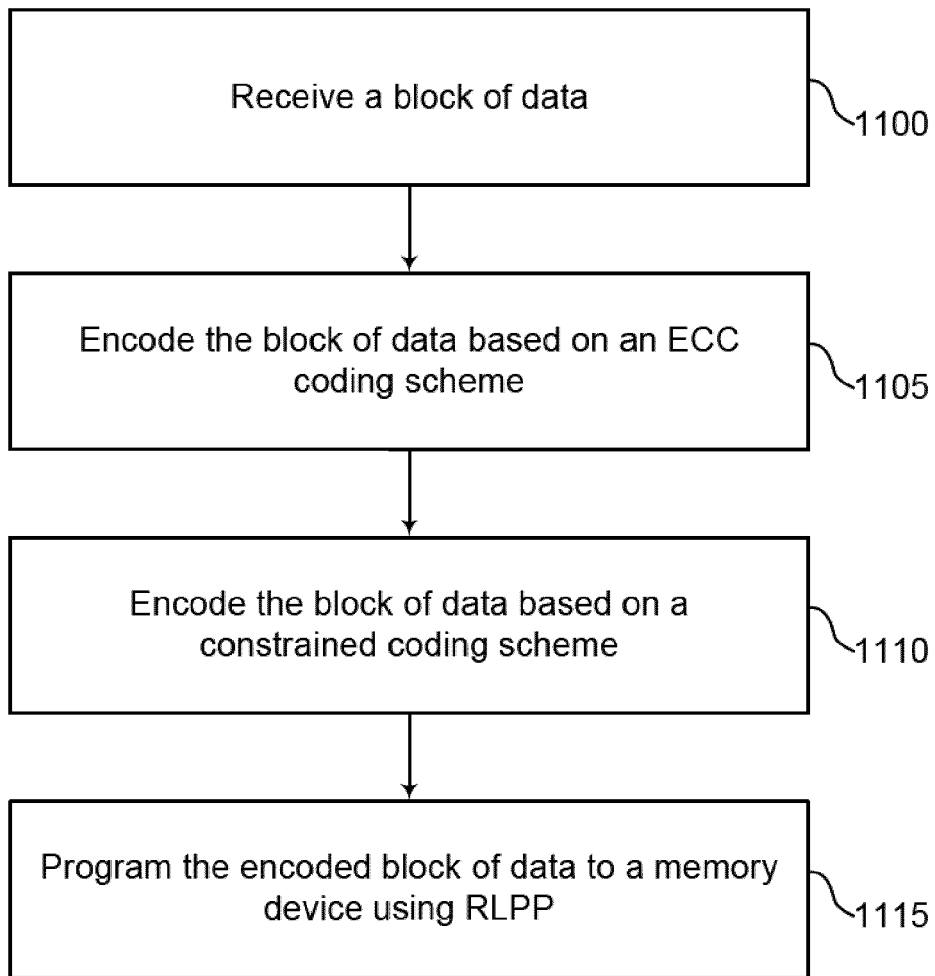 Receive a block of data
1100
Encode the block of data based on an ECC
coding scheme
1105
Encode the block of data based on a
constrained coding scheme
1110
Program the encoded block of data to a memory
device using RLPP
1115